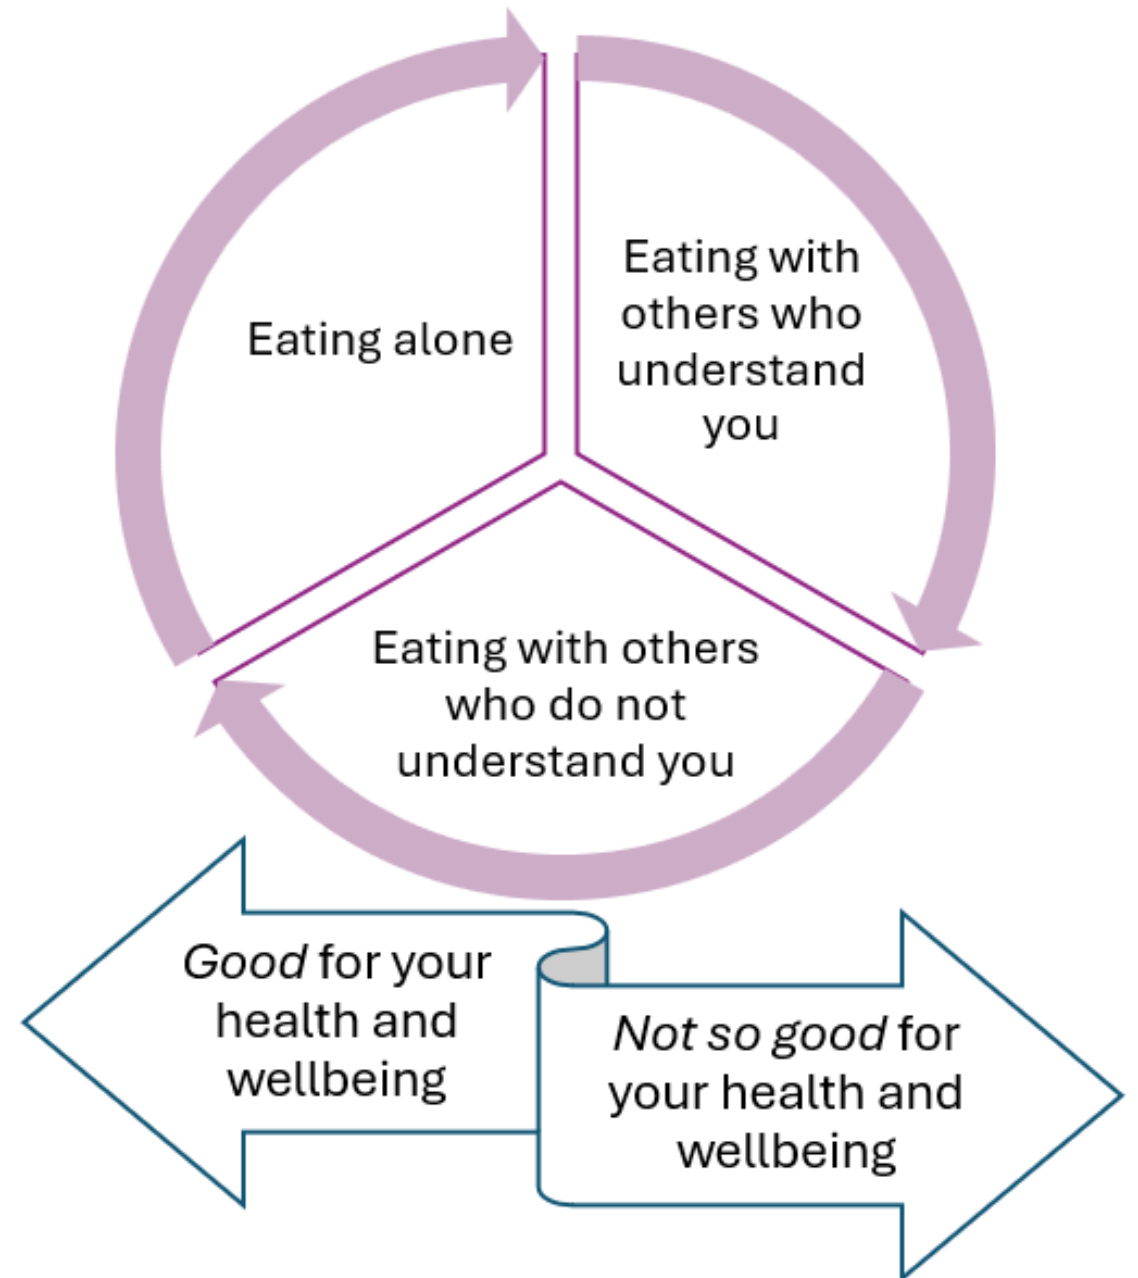 Eating alone
Eating with
others who
understand
you
Eating with others
who do not
understand you
Good for your
health and
wellbeing
Not so good for
your health and
wellbeing